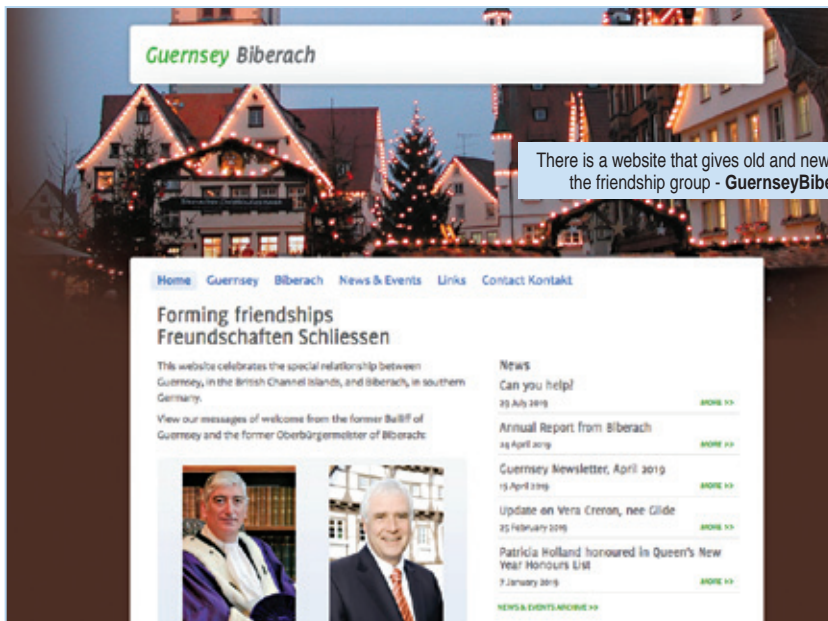 Guernsey Biberach
There is a website that gives old and new
the friendship group - GuernseyBibe
Home Guernsey Biberach News & Events Links Contact Kontakt
Forming friendships
Freundschaften Schliessen
This website celebrates the special relationship between
Guernsey, in the British Channel Islands, and Biberach, in southern
Germany.
View our messages of welcome from the former Bailiff of
Guernsey and the former Oberbürgermeister of Biberach:
News
Can you help?
29 July 2019 MORE >>
Annual Report from Biberach
24 April 2019 MORE >>
Guernsey Newsletter, April 2019
15 April 2019 MORE >>
Update on Vera Creron, nee Gilde
25 February 2019 MORE >>
Patricia Holland honoured in Queen's New
Year Honours List
7 January 2019 MORE >>
NEWS & EVENTS ARCHIVE >>